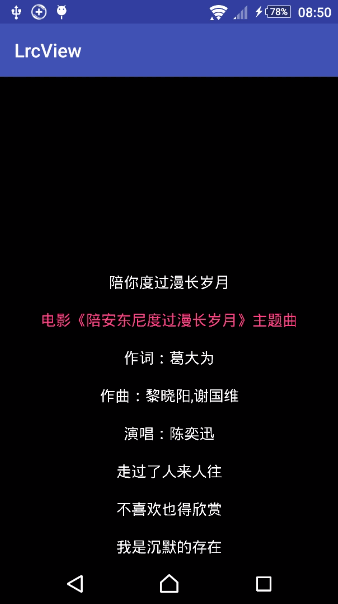 78% 08:50
LrcView
陪你度过漫长岁月
电影《陪安东尼度过漫长岁月》主题曲
作词：葛大为
作曲：黎晓阳,谢国维
演唱：陈奕迅
走过了人来人往
不喜欢也得欣赏
我是沉默的存在